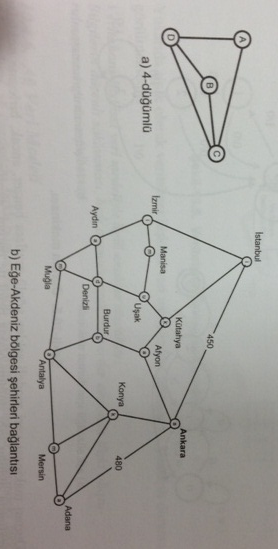 A
B
C
D
a) 4-düğümlü
İstanbul
450
Ankara
Kütahya
İzmir
Manisa
Uşak
Afyon
Aydın
Denizli
Burdur
Konya
480
Muğla
Antalya
Mersin
Adana
b) Eğe-Akdeniz bölgesi şehirleri bağlantısı